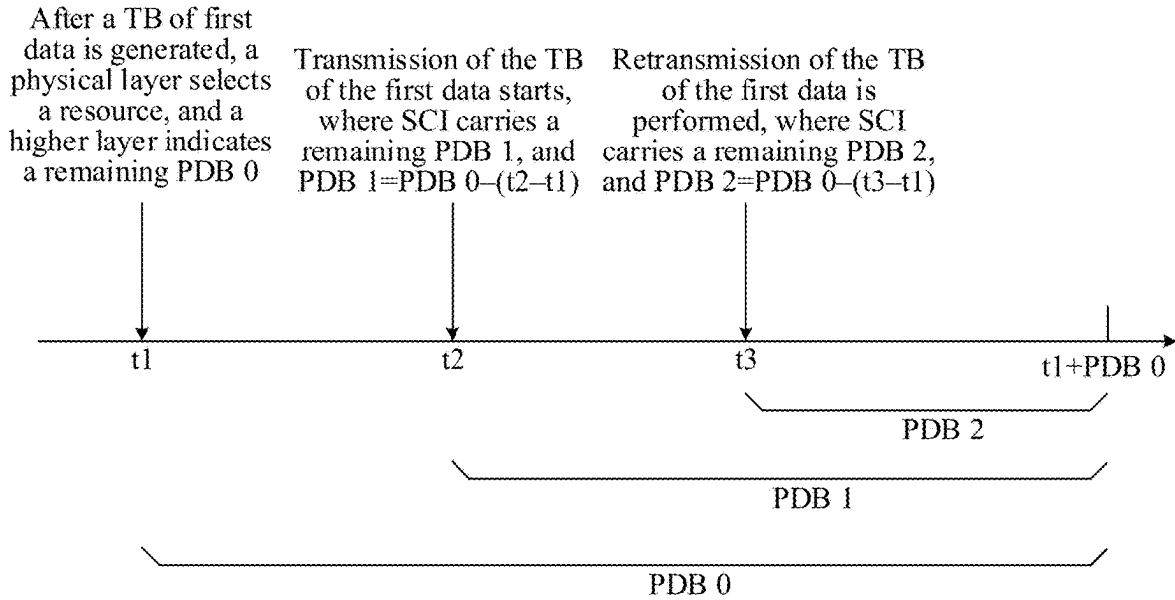 After a TB of first
data is generated, a
physical layer selects
a resource, and a
higher layer indicates
a remaining PDB 0
Transmission of the TB
of the first data starts,
where SCI carries a
remaining PDB 1, and
PDB 1=PDB 0–(t2–t1)
Retransmission of the TB
of the first data is
performed, where SCI
carries a remaining PDB 2,
and PDB 2=PDB 0–(t3–t1)
t1
t2
t3
t1+PDB 0
PDB 2
PDB 1
PDB 0